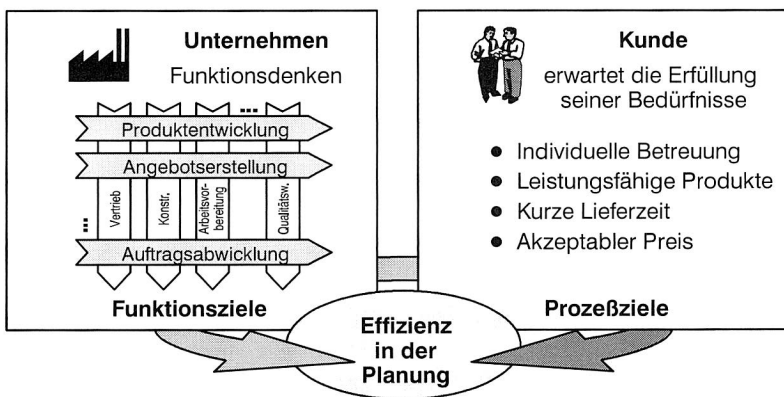 Unternehmen
Funktionsdenken
...
Produktentwicklung
Angebotserstellung
...
Vertrieb
Konstr.
Arbeitsvor-
bereitung
Qualitätsw.
Auftragsabwicklung
Funktionsziele
Kunde
erwartet die Erfüllung
seiner Bedürfnisse
• Individuelle Betreuung
• Leistungsfähige Produkte
• Kurze Lieferzeit
• Akzeptabler Preis
Prozeßziele
Effizienz
in der
Planung